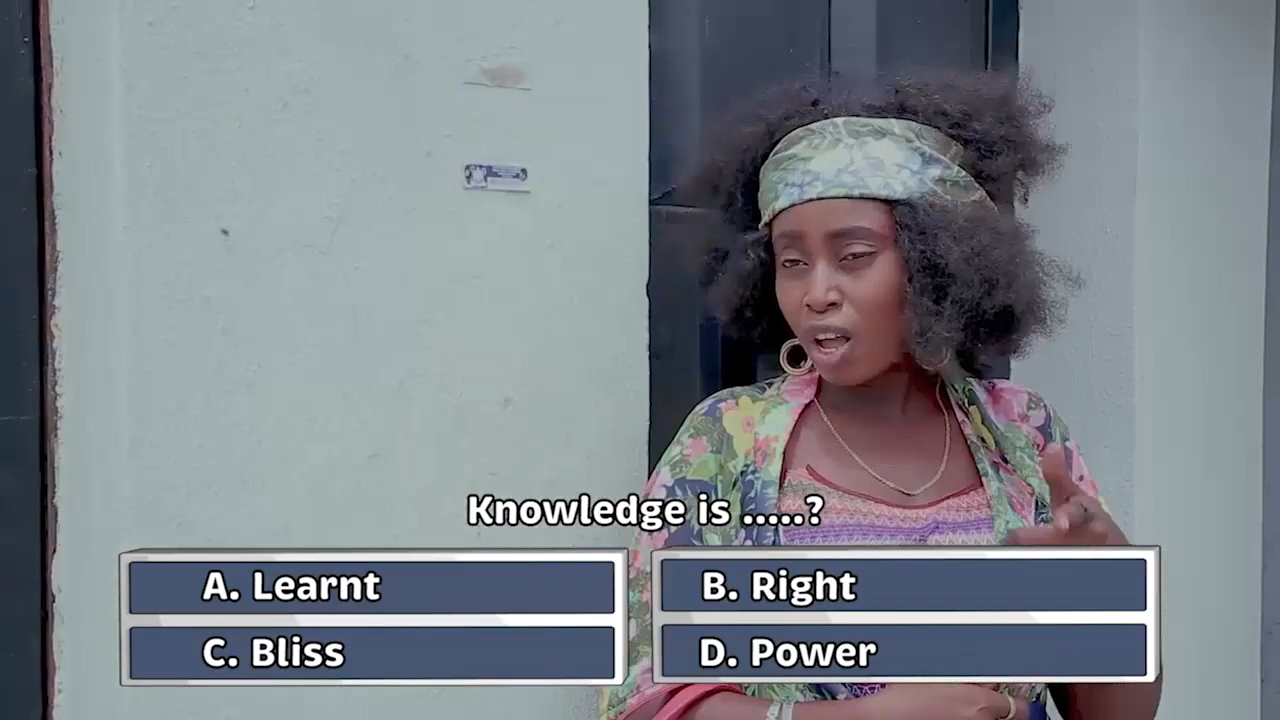 Knowledge is .....?
A. Learnt
B. Right
C. Bliss
D. Power